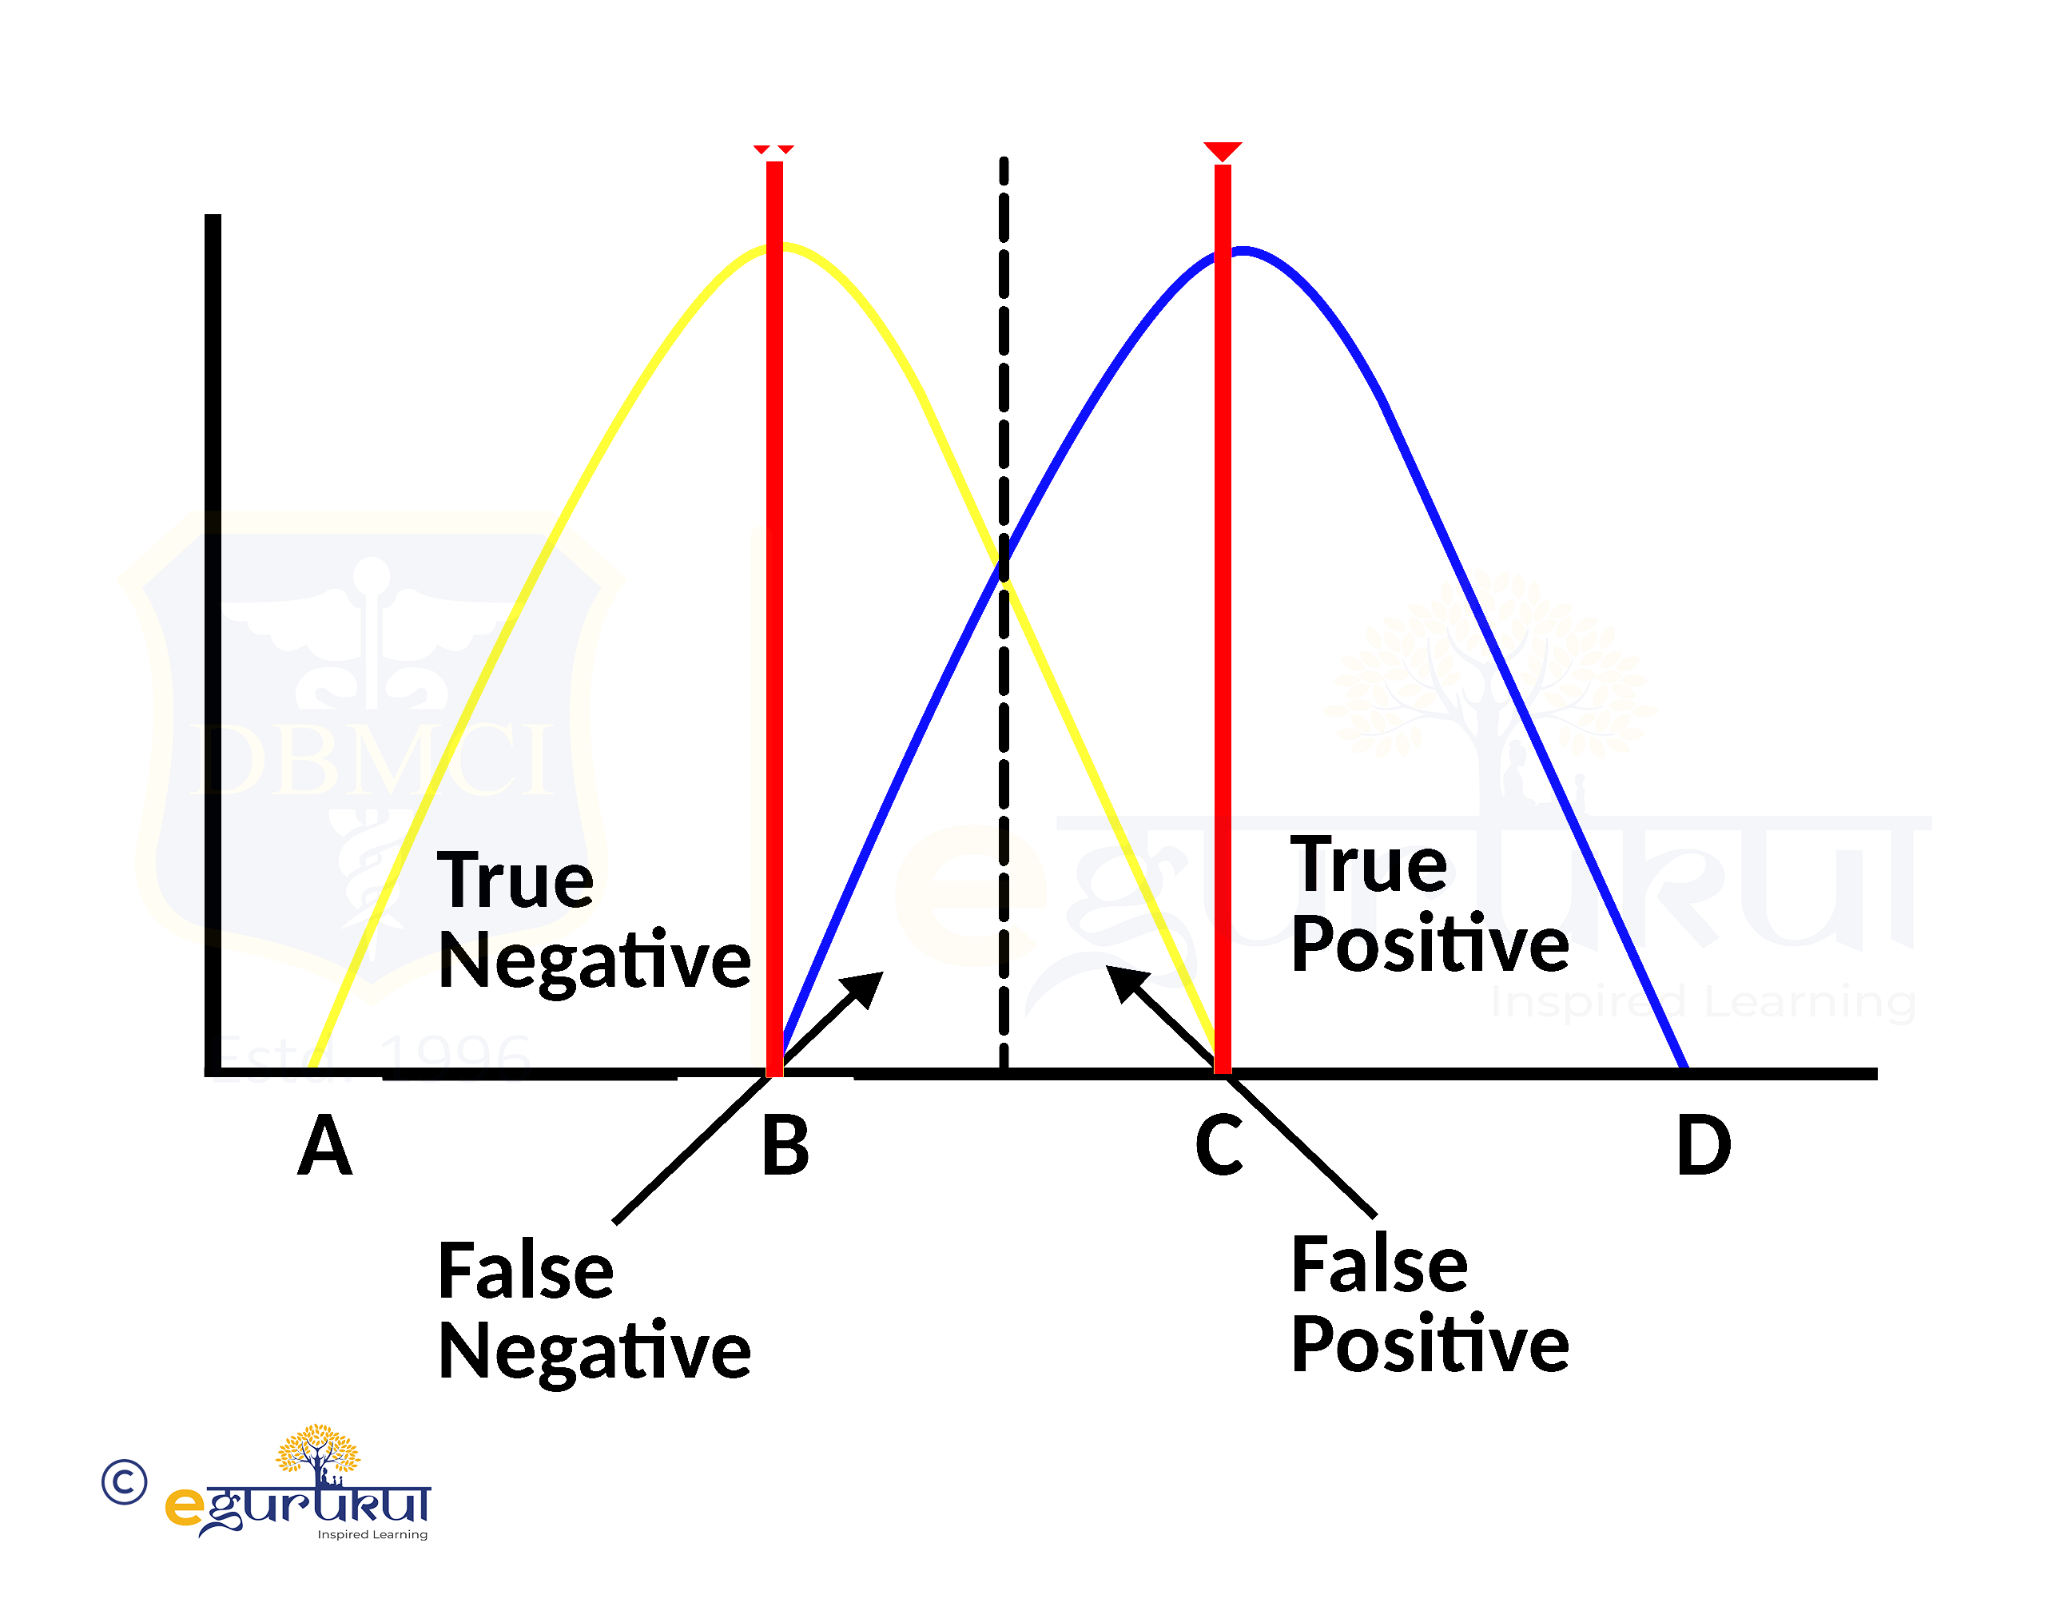 DBMCI
Estd. 1996
egurukul
Inspired Learning
True
Negative
True
Positive
A
B
C
D
False
Negative
False
Positive
© egurukul
Inspired Learning